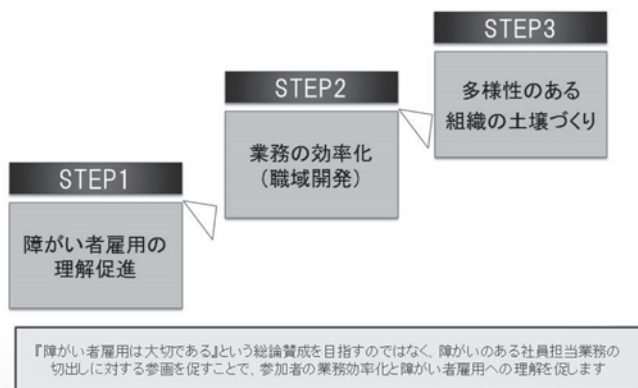 STEP1
障がい者雇用の
理解促進
STEP2
業務の効率化
（職域開発）
STEP3
多様性のある
組織の土壌づくり
『障がい者雇用は大切である』という総論賛成を目指すのではなく、障がいのある社員担当業務の
切出しに対する参画を促すことで、参加者の業務効率化と障がい者雇用への理解を促します